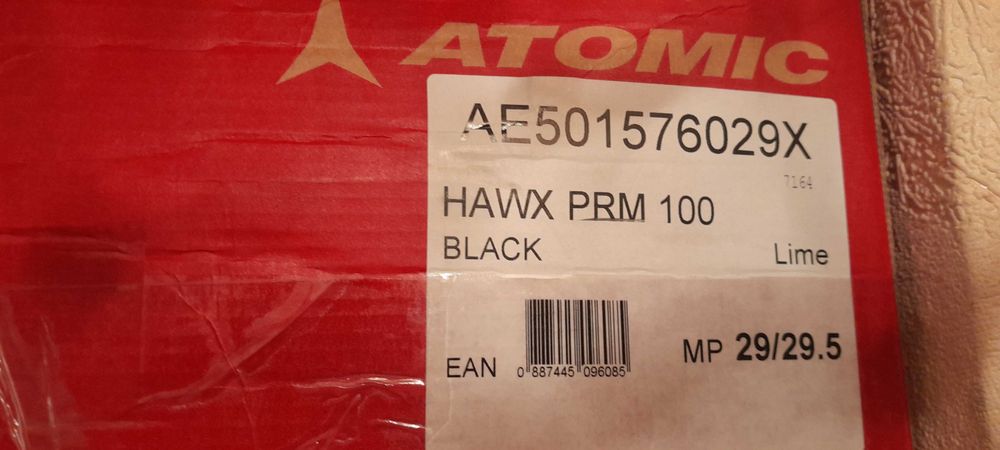 ATOMIC
AE501576029X
7164
HAWX PRM 100
BLACK Lime
EAN 0 887445 096085 MP 29/29.5